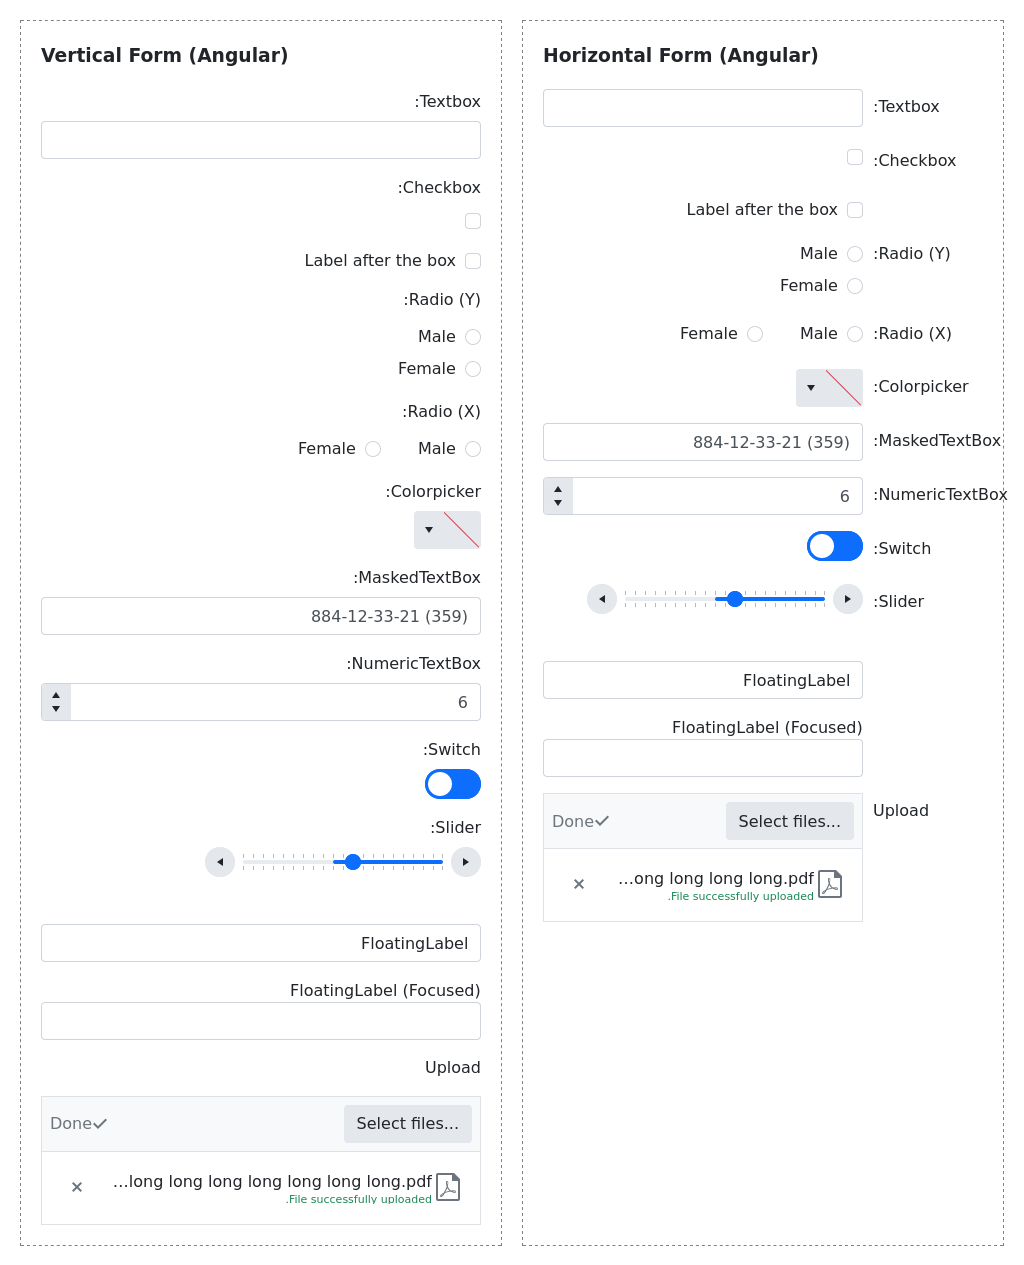 Vertical Form (Angular)
:Textbox
:Checkbox
Label after the box
:Radio (Y)
Male
Female
:Radio (X)
Female Male
:Colorpicker
:MaskedTextBox
884-12-33-21 (359)
:NumericTextBox
6
:Switch
:Slider
FloatingLabel
FloatingLabel (Focused)
Upload
Done Select files...
...long long long long long long long.pdf
.File successfully uploaded
Horizontal Form (Angular)
:Textbox
:Checkbox
Label after the box
Male :Radio (Y)
Female
Female Male :Radio (X)
:Colorpicker
884-12-33-21 (359) :MaskedTextBox
6 :NumericTextBox
:Switch
:Slider
FloatingLabel
FloatingLabel (Focused)
Upload
Done Select files...
...ong long long long.pdf
.File successfully uploaded